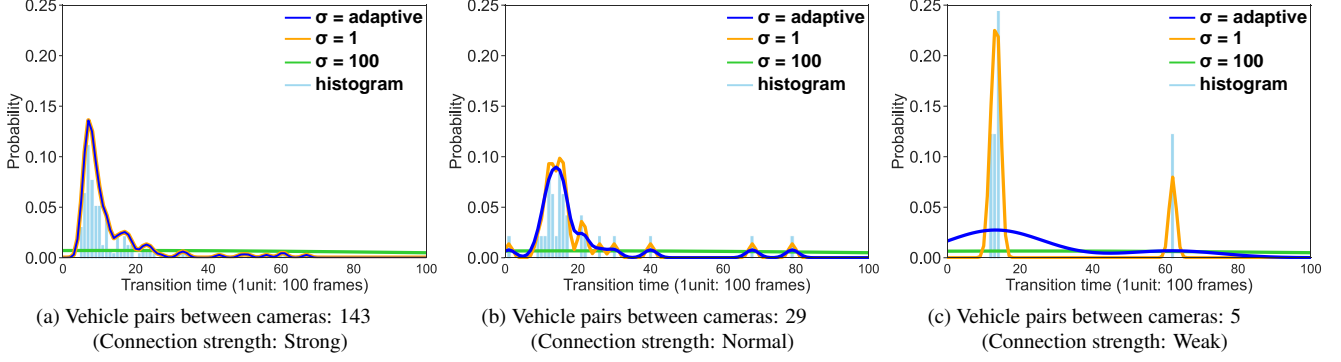 0.25
0.20
0.15
0.10
0.05
0.00
Probability
0 20 40 60 80 100
Transition time (1unit: 100 frames)
σ = adaptive
σ = 1
σ = 100
histogram
(a) Vehicle pairs between cameras: 143
(Connection strength: Strong)
0.25
0.20
0.15
0.10
0.05
0.00
Probability
0 20 40 60 80 100
Transition time (1unit: 100 frames)
σ = adaptive
σ = 1
σ = 100
histogram
(b) Vehicle pairs between cameras: 29
(Connection strength: Normal)
0.25
0.20
0.15
0.10
0.05
0.00
Probability
0 20 40 60 80 100
Transition time (1unit: 100 frames)
σ = adaptive
σ = 1
σ = 100
histogram
(c) Vehicle pairs between cameras: 5
(Connection strength: Weak)